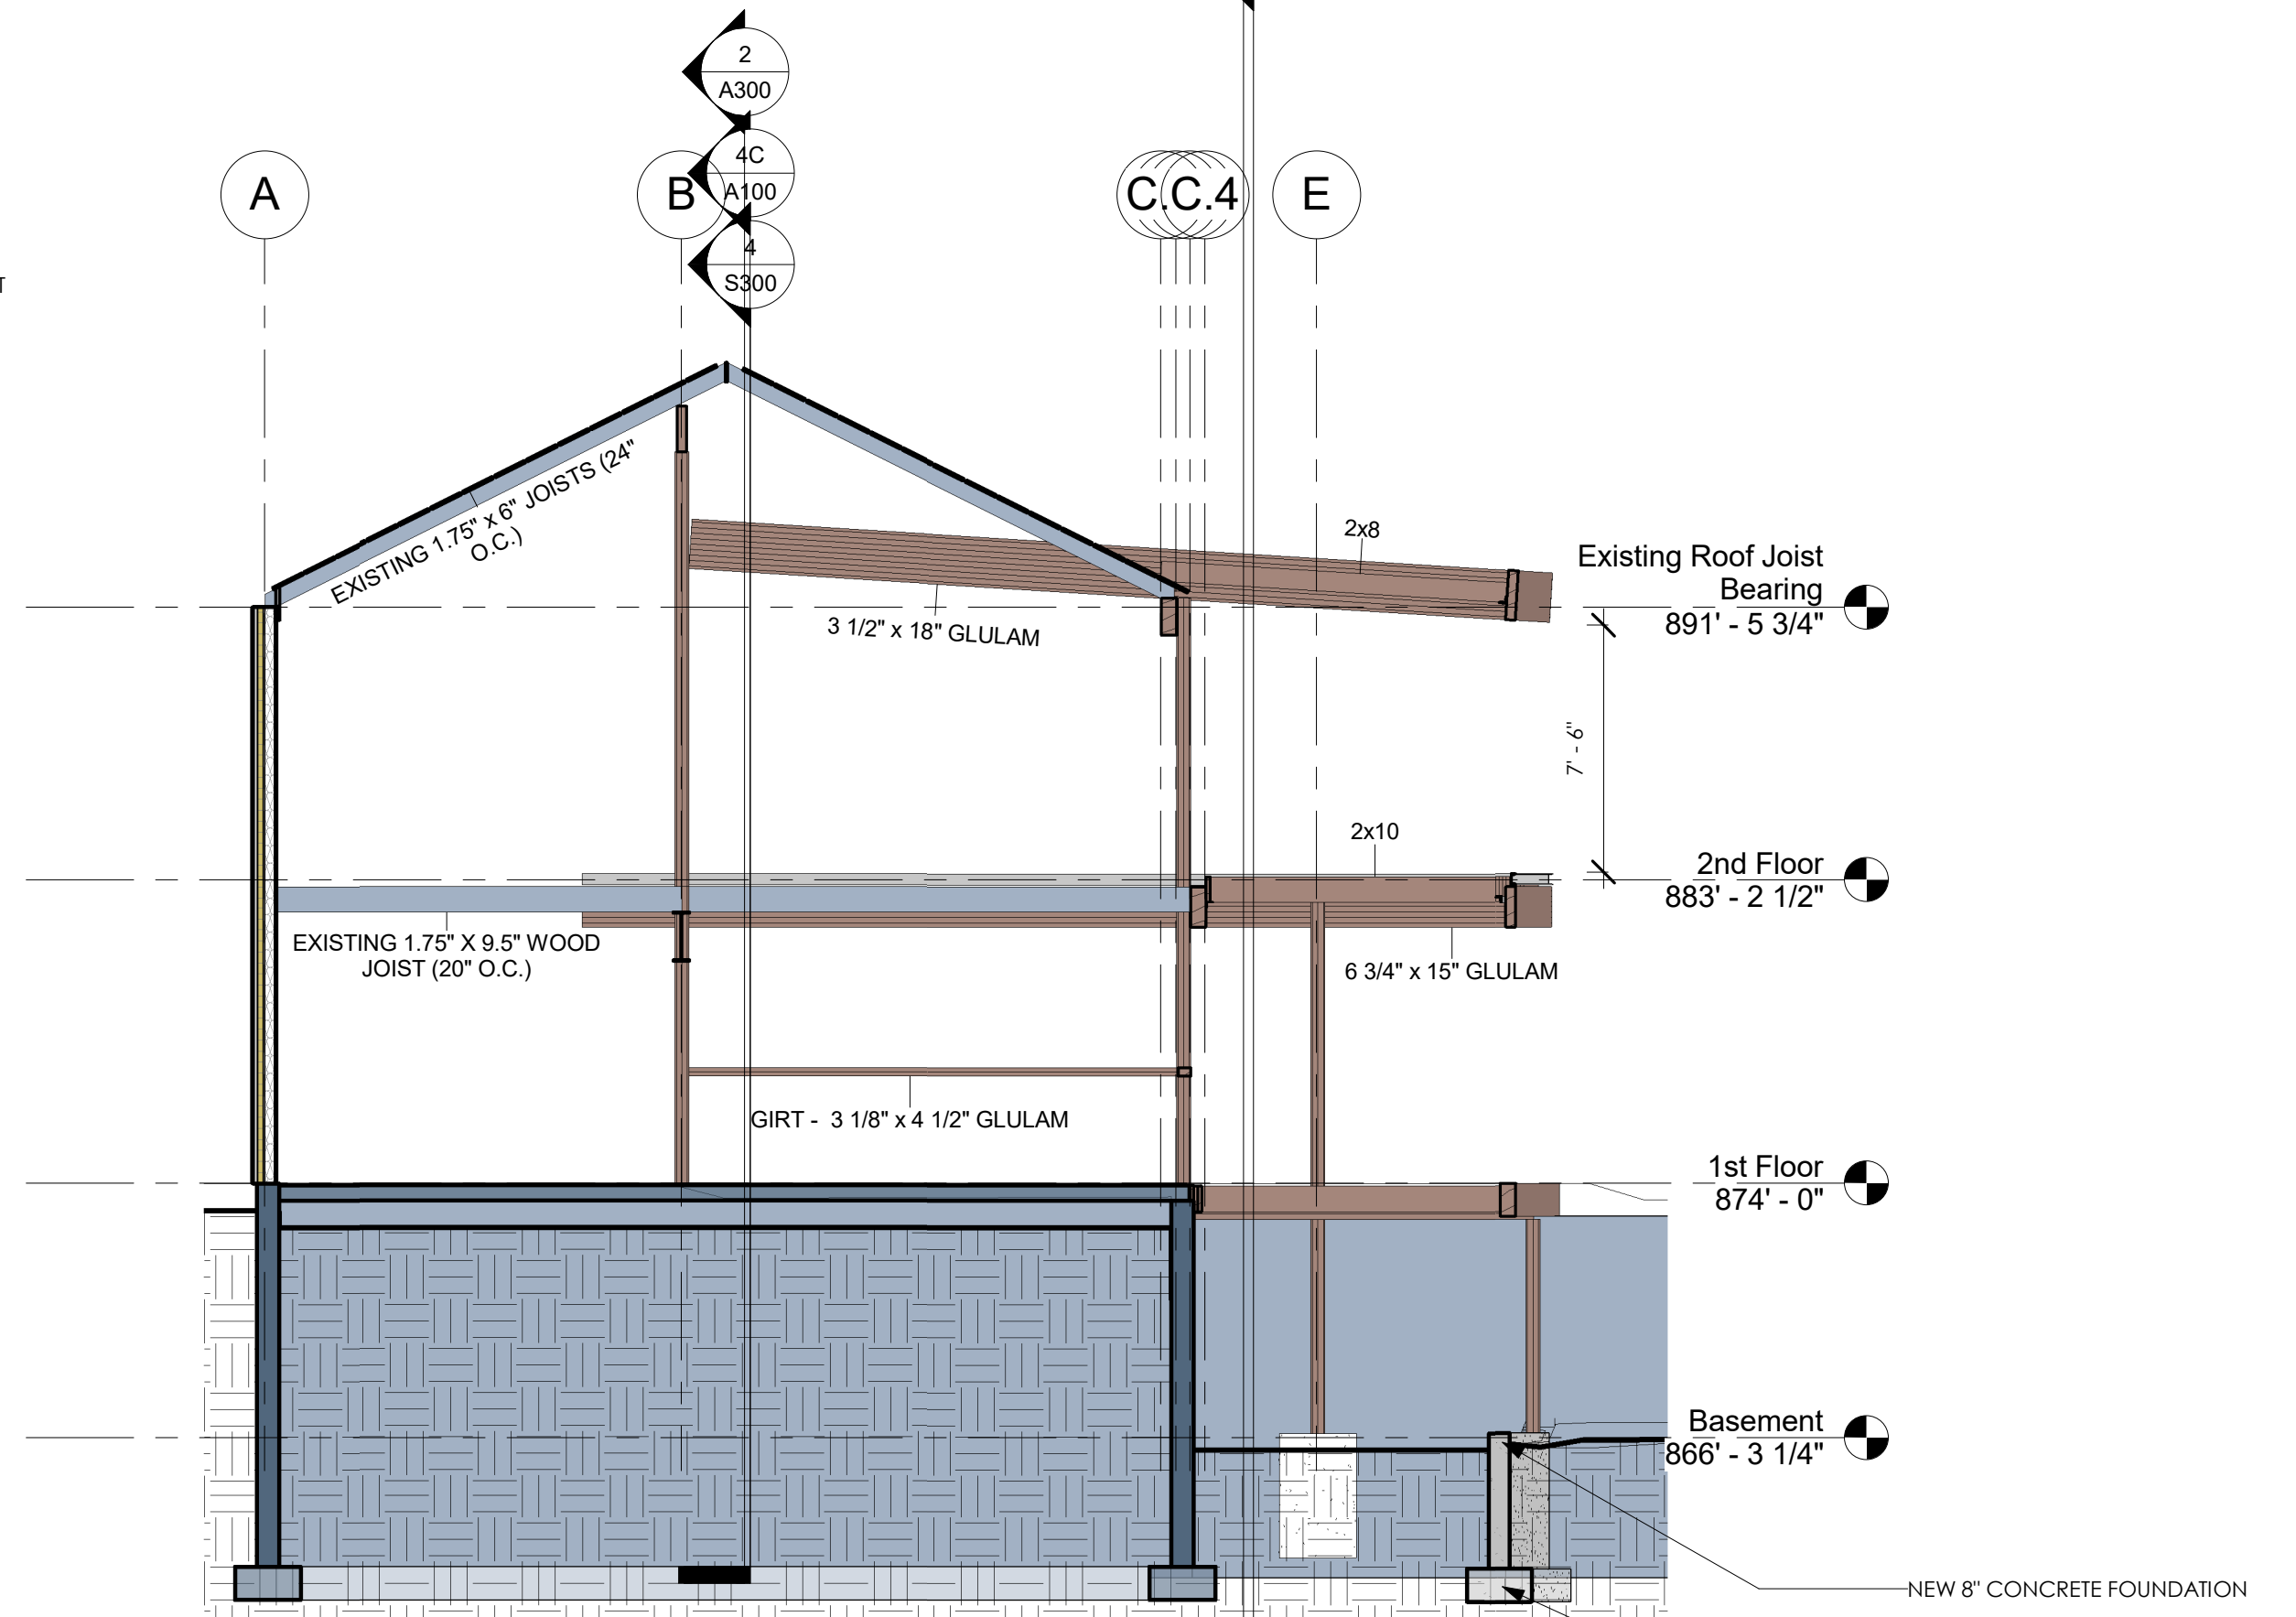 2
A300
4C
A100
4
S300
A
B
C.
C.4
E
T
EXISTING 1.75" x 6" JOISTS (24"
O.C.)
2x8
3 1/2" x 18" GLULAM
Existing Roof Joist
Bearing
891' - 5 3/4"
7' - 6"
2x10
2nd Floor
883' - 2 1/2"
EXISTING 1.75" X 9.5" WOOD
JOIST (20" O.C.)
6 3/4" x 15" GLULAM
GIRT - 3 1/8" x 4 1/2" GLULAM
1st Floor
874' - 0"
Basement
866' - 3 1/4"
NEW 8" CONCRETE FOUNDATION